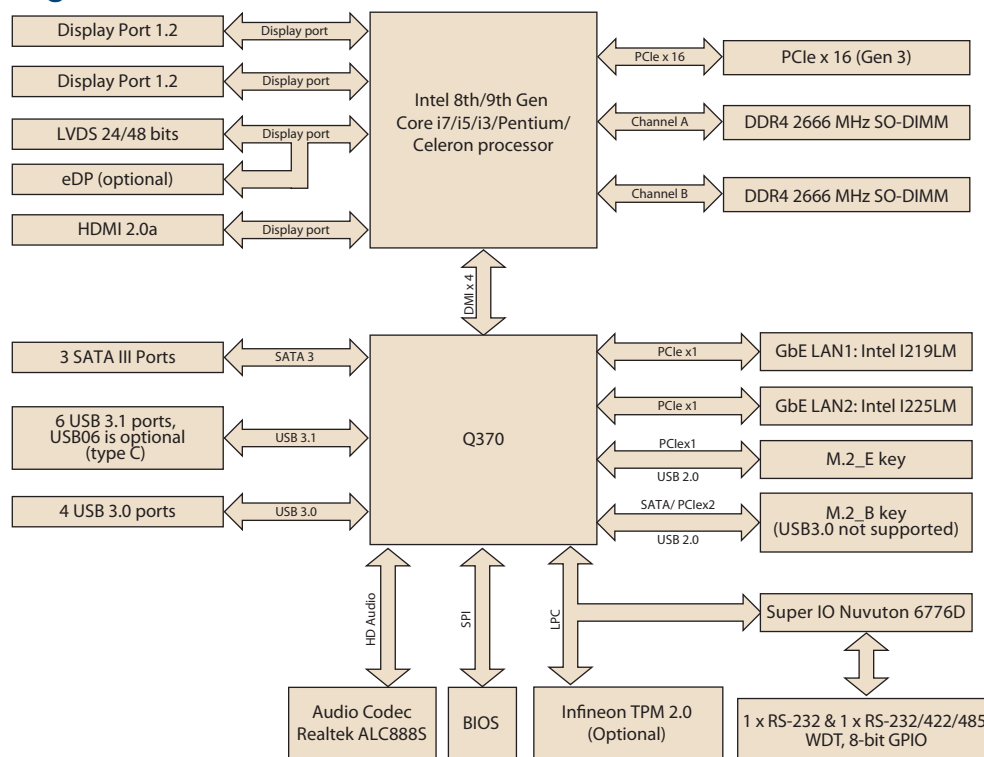 Display Port 1.2
Display port
Display Port 1.2
Display port
LVDS 24/48 bits
Display port
eDP (optional)
HDMI 2.0a
Display port
Intel 8th/9th Gen
Core i7/i5/i3/Pentium/
Celeron processor
PCIe x 16
PCIe x 16 (Gen 3)
Channel A
DDR4 2666 MHz SO-DIMM
Channel B
DDR4 2666 MHz SO-DIMM
DMI x 4
3 SATA III Ports
SATA 3
6 USB 3.1 ports,
USB06 is optional
(type C)
USB 3.1
4 USB 3.0 ports
USB 3.0
Q370
PCIe x1
GbE LAN1: Intel I219LM
PCIe x1
GbE LAN2: Intel I225LM
PCIex1
USB 2.0
M.2_E key
SATA/ PCIex2
USB 2.0
M.2_B key
(USB3.0 not supported)
HD Audio
SPI
LPC
Super IO Nuvuton 6776D
Audio Codec
Realtek ALC888S
BIOS
Infineon TPM 2.0
(Optional)
1 x RS-232 & 1 x RS-232/422/485
WDT, 8-bit GPIO